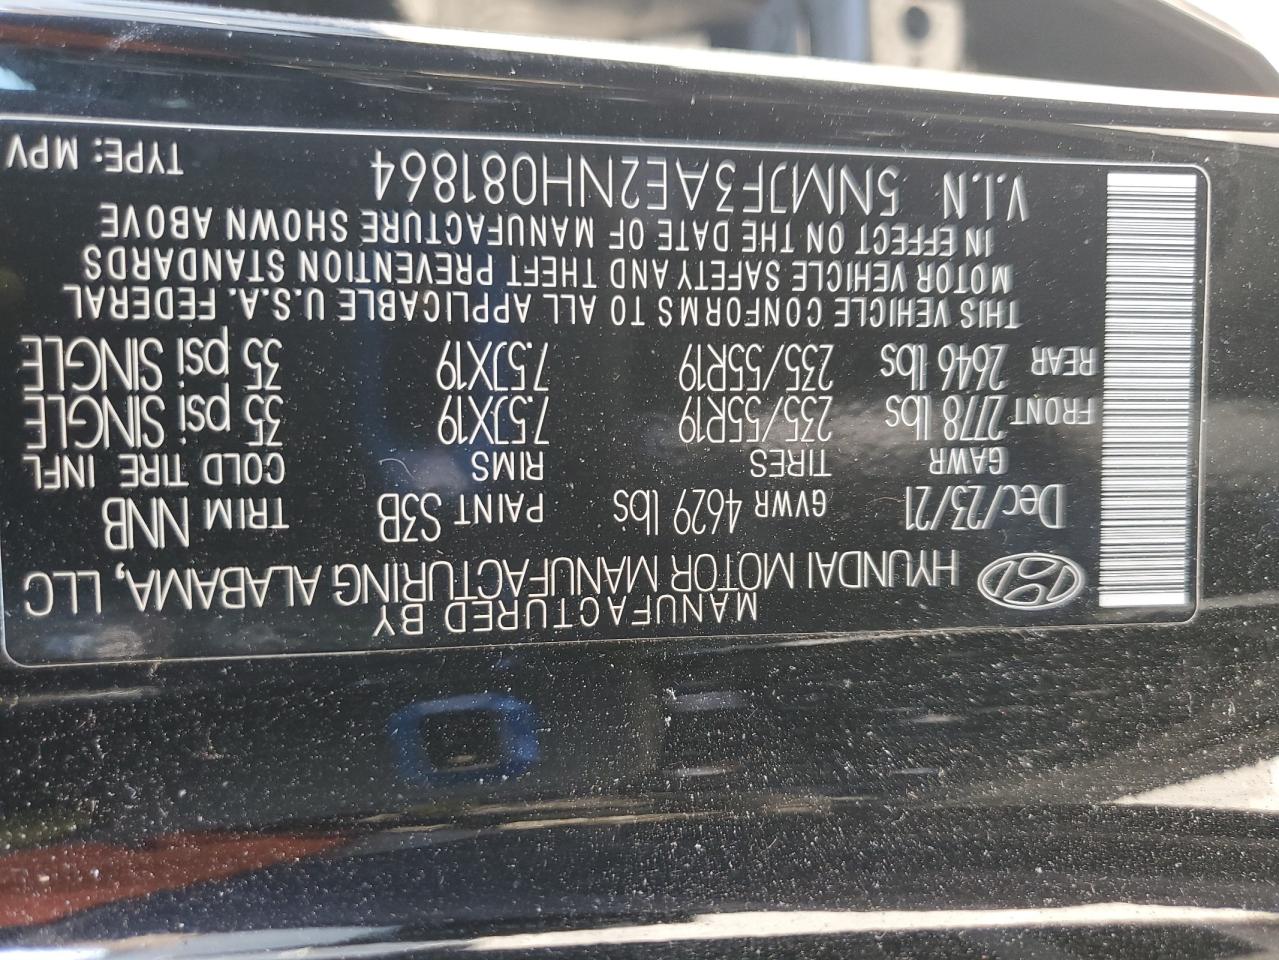 MANUFACTURED BY
HYUNDAI MOTOR MANUFACTURING ALABAMA, LLC
Dec/23/21 GVWR 4629 lbs PAINT S3B TRIM NNB
GAWR TIRES RIMS COLD TIRE INFL
FRONT 2778 lbs 235/55R19 7.5JX19 35 psi SINGLE
REAR 2646 lbs 235/55R19 7.5JX19 35 psi SINGLE
THIS VEHICLE CONFORMS TO ALL APPLICABLE U.S.A. FEDERAL
MOTOR VEHICLE SAFETY AND THEFT PREVENTION STANDARDS
IN EFFECT ON THE DATE OF MANUFACTURE SHOWN ABOVE
V.I.N 5NMJF3AE2NH081864 TYPE: MPV